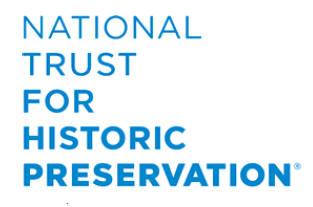 NATIONAL
TRUST
FOR
HISTORIC
PRESERVATION®